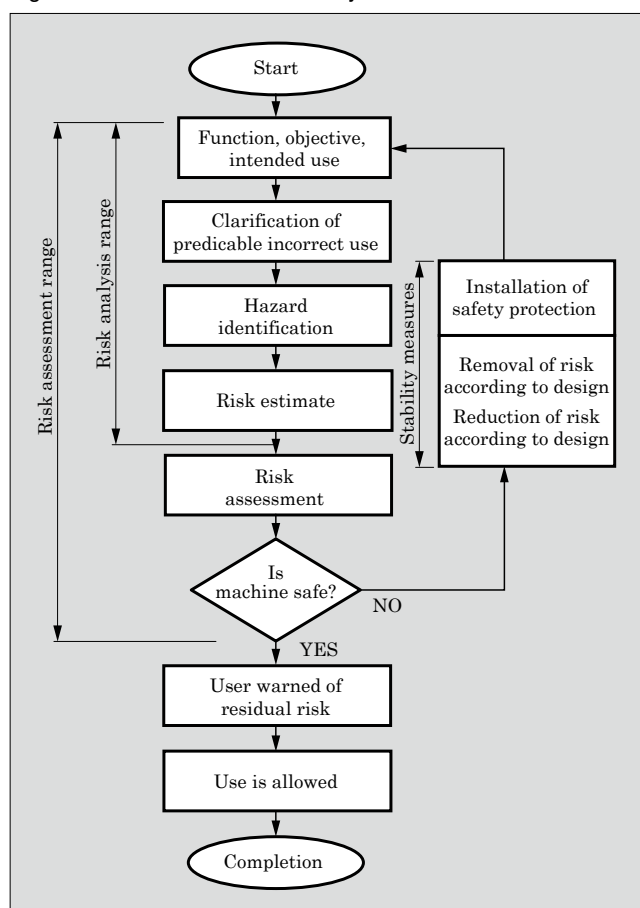 Start
Function, objective,
intended use
Clarification of
predicable incorrect use
Hazard
identification
Risk estimate
Risk
assessment
Is
machine safe?
NO
YES
User warned of
residual risk
Use is allowed
Completion
Risk assessment range
Risk analysis range
Stability measures
Installation of
safety protection
Removal of risk
according to design
Reduction of risk
according to design